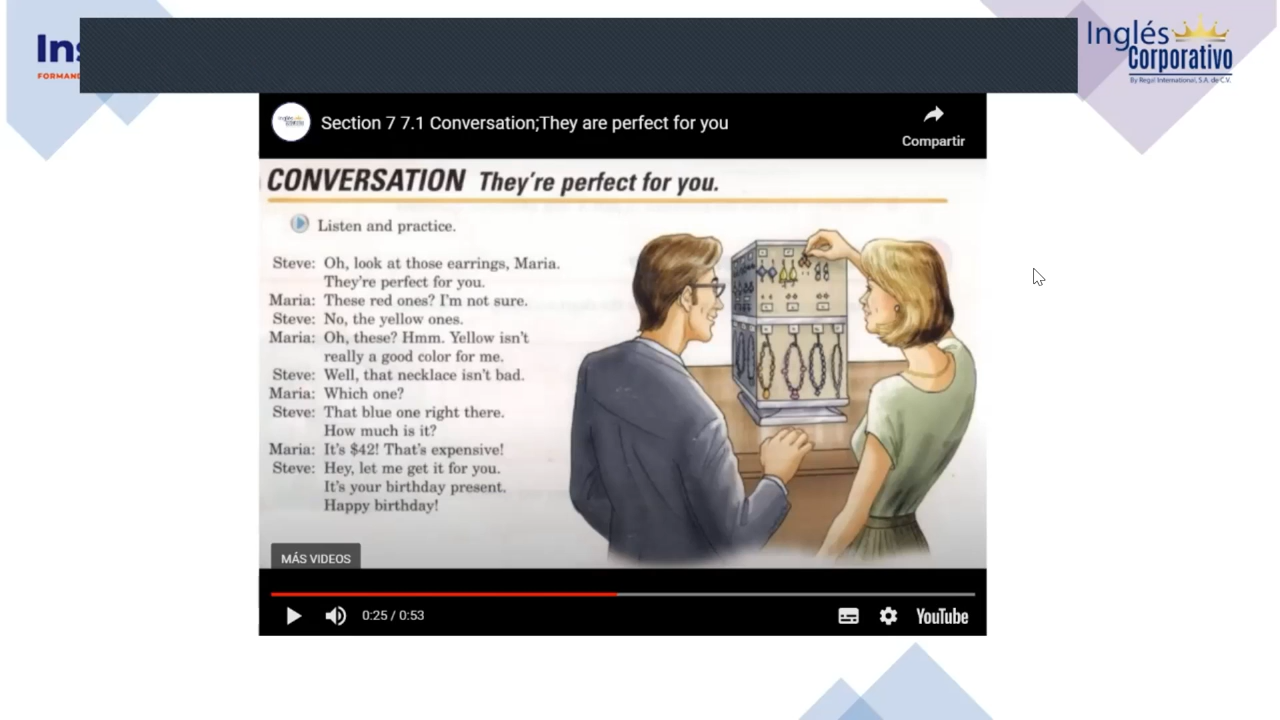 Ins
FORMAND
Inglés
Corporativo
By Regal International, S.A. de C.V.
Section 7 7.1 Conversation;They are perfect for you
Compartir
CONVERSATION They're perfect for you.
Listen and practice.
Steve: Oh, look at those earrings, Maria.
They're perfect for you.
Maria: These red ones? I'm not sure.
Steve: No, the yellow ones.
Maria: Oh, these? Hmm. Yellow isn't
really a good color for me.
Steve: Well, that necklace isn't bad.
Maria: Which one?
Steve: That blue one right there.
How much is it?
Maria: It's $42! That's expensive!
Steve: Hey, let me get it for you.
It's your birthday present.
Happy birthday!
MÁS VIDEOS
0:25 / 0:53
YouTube